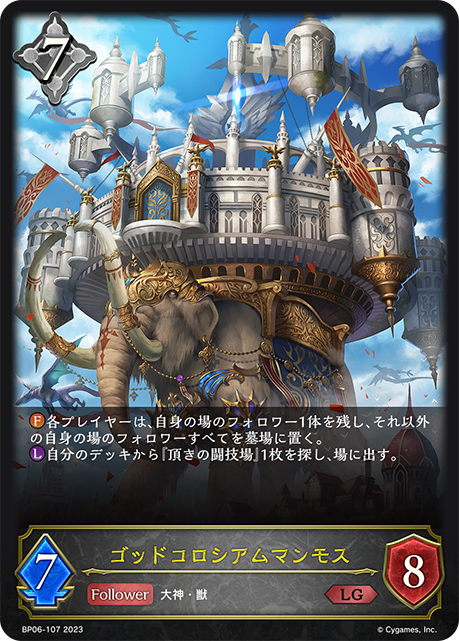 7
F 各プレイヤーは、自身の場のフォロワー1体を残し、それ以外
の自身の場のフォロワーすべてを墓場に置く。
L 自分のデッキから『頂きの闘技場』1枚を探し、場に出す。
ゴッドコロシアムマンモス
7
Follower 大神・獣 LG
8
BP06-107 2023 © Cygames, Inc.